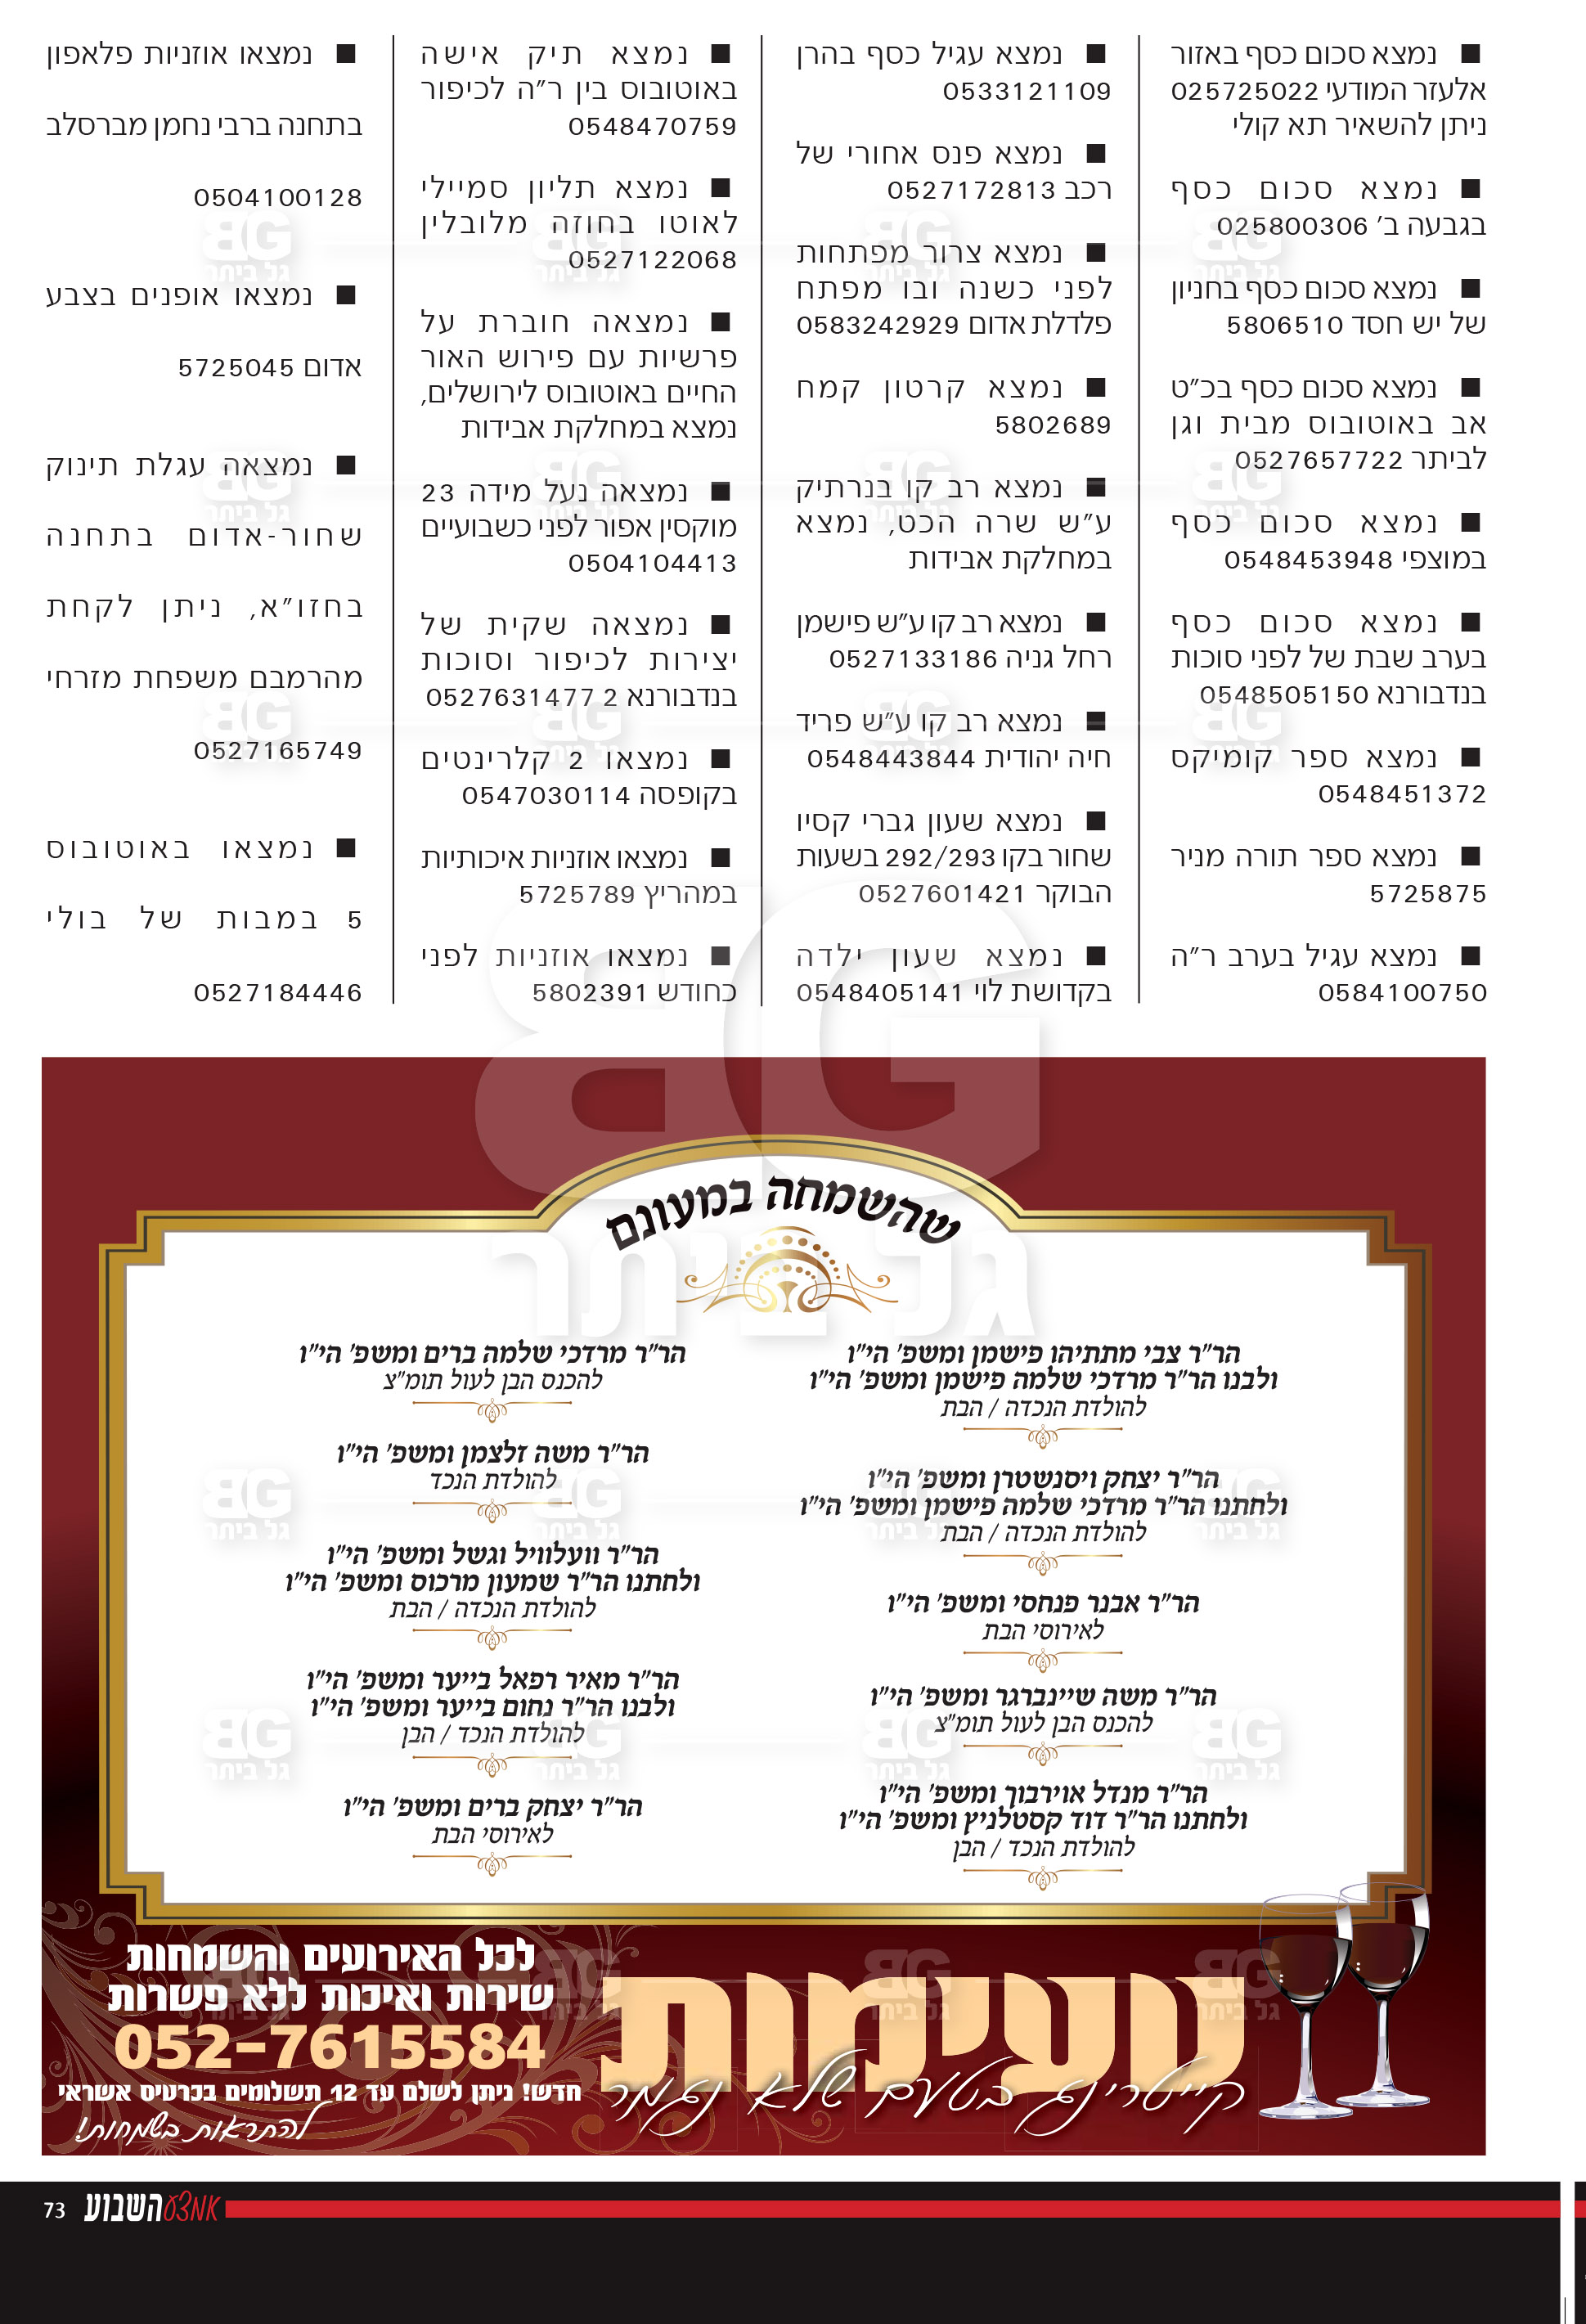 ■ נמצא סכום כסף באזור
אלעזר המודעי 025725022
ניתן להשאיר תא קולי
■ נמצא סכום כסף
בגבעה ב' 025800306
■ נמצא סכום כסף בחניון
של יש חסד 5806510
■ נמצא סכום כסף בכ"ט
אב באוטובוס מבית וגן
לביתר 0527657722
■ נמצא סכום כסף
במוצפי 0548453948
■ נמצא סכום כסף
בערב שבת של לפני סוכות
בנדבורנא 0548505150
■ נמצא ספר קומיקס
0548451372
■ נמצא ספר תורה מניר
5725875
■ נמצא עגיל בערב ר"ה
0584100750
■ נמצא עגיל כסף בהרן
0533121109
■ נמצא פנס אחורי של
רכב 0527172813
■ נמצא צרור מפתחות
לפני כשנה ובו מפתח
פלדלת אדום 0583242929
■ נמצא קרטון קמח
5802689
■ נמצא רב קו בנרתיק
ע"ש שרה הכט, נמצא
במחלקת אבידות
■ נמצא רב קו ע"ש פישמן
רחל גניה 0527133186
■ נמצא רב קו ע"ש פריד
חיה יהודית 0548443844
■ נמצא שעון גברי קסיו
שחור בקו 292/293 בשעות
הבוקר 0527601421
■ נמצא שעון ילדה
בקדושת לוי 0548405141
■ נמצא תיק אישה
באוטובוס בין ר"ה לכיפור
0548470759
■ נמצא תליון סמיילי
לאוטו בחוזה מלובלין
0527122068
■ נמצאה חוברת על
פרשיות עם פירוש האור
החיים באוטובוס לירושלים,
נמצא במחלקת אבידות
■ נמצאה נעל מידה 23
מוקסין אפור לפני כשבועיים
0504104413
■ נמצאה שקית של
יצירות לכיפור וסוכות
בנדבורנא 2 0527631477
■ נמצאו 2 קלרינטים
בקופסה 0547030114
■ נמצאו אוזניות איכותיות
במהריץ 5725789
■ נמצאו אוזניות לפני
כחודש 5802391
■ נמצאו אוזניות פלאפון
בתחנה ברבי נחמן מברסלב
0504100128
■ נמצאו אופנים בצבע
אדום 5725045
■ נמצאה עגלת תינוק
שחור-אדום בתחנה
בחזו"א, ניתן לקחת
מהרמבם משפחת מזרחי
0527165749
■ נמצאו באוטובוס
5 במבות של בולי
0527184446
שהשמחה במעונם
הר"ר צבי מתתיהו פישמן ומשפ' הי"ו
ולבנו הר"ר מרדכי שלמה פישמן ומשפ' הי"ו
להולדת הנכדה / הבת
הר"ר יצחק ויסנשטרן ומשפ' הי"ו
ולחתנו הר"ר מרדכי שלמה פישמן ומשפ' הי"ו
להולדת הנכדה / הבת
הר"ר אבנר פנחסי ומשפ' הי"ו
לאירוסי הבת
הר"ר משה שיינברגר ומשפ' הי"ו
להכנס הבן לעול תומ"צ
הר"ר מנדל אוירבוך ומשפ' הי"ו
ולחתנו הר"ר דוד קסטלניץ ומשפ' הי"ו
להולדת הנכד / הבן
הר"ר מרדכי שלמה ברים ומשפ' הי"ו
להכנס הבן לעול תומ"צ
הר"ר משה זלצמן ומשפ' הי"ו
להולדת הנכד
הר"ר וועלוויל וגשל ומשפ' הי"ו
ולחתנו הר"ר שמעון מרכוס ומשפ' הי"ו
להולדת הנכדה / הבת
הר"ר מאיר רפאל בייער ומשפ' הי"ו
ולבנו הר"ר נחום בייער ומשפ' הי"ו
להולדת הנכד / הבן
הר"ר יצחק ברים ומשפ' הי"ו
לאירוסי הבת
נועימות
קייטרינג בטעם שלא נגמר
לכל האירועים והשמחות
שירות ואיכות ללא פשרות
052-7615584
חדש! ניתן לשלם עד 12 תשלומים בכרטיס אשראי
להתראות בשמחות!
BG
גל ביתר
אמצע השבוע 73